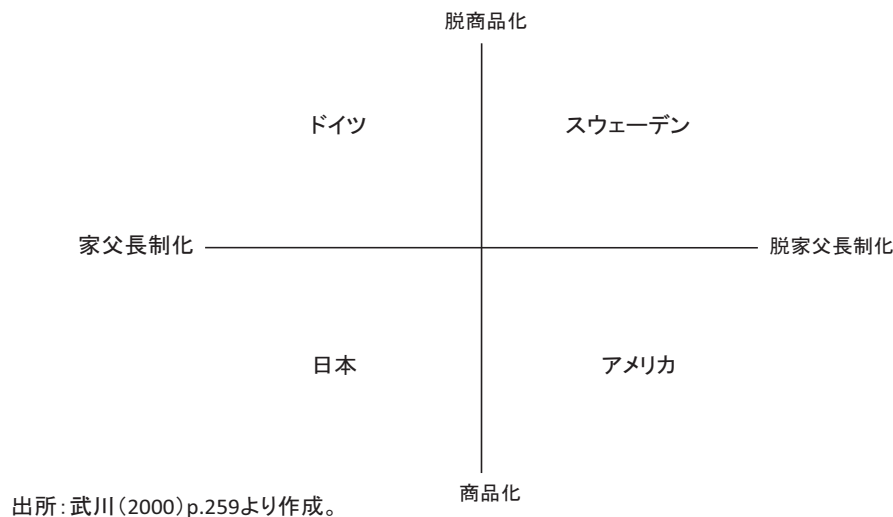 脱商品化
ドイツ
スウェーデン
家父長制化
脱家父長制化
日本
アメリカ
商品化
出所:武川(2000)p.259より作成。